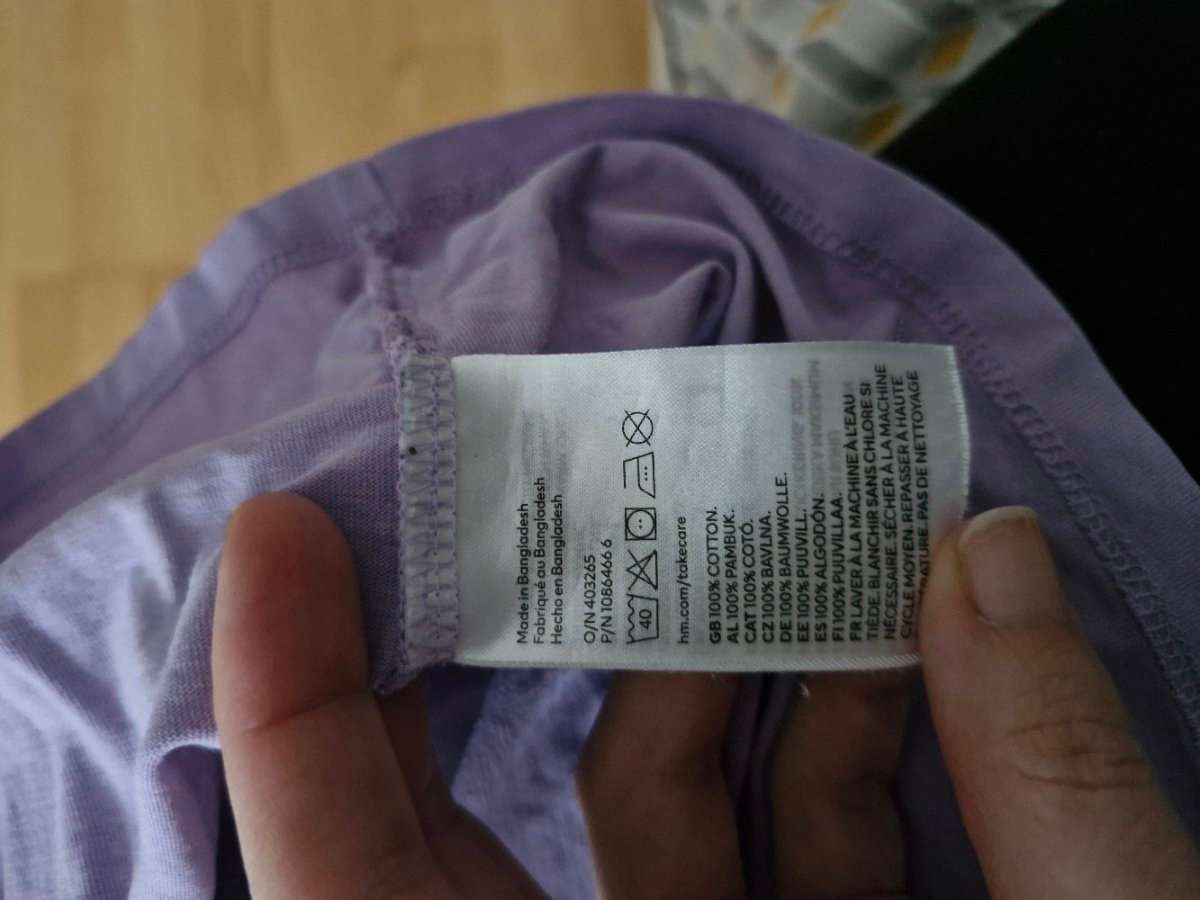 Made in Bangladesh
Fabriqué au Bangladesh
Hecho en Bangladesh
O/N 403265
P/N 1086466 6
40
hm.com/takecare
GB 100% COTTON.
AL 100% PAMBUK.
CAT 100% COTÓ.
CZ 100% BAVLNA.
DE 100% BAUMWOLLE.
EE 100% PUUVILL.
ES 100% ALGODÓN.
FI 100% PUUVILLAA.
FR LAVER À LA MACHINE À L'EAU
TIÈDE. BLANCHIR SANS CHLORE SI
NÉCESSAIRE. SÉCHER À LA MACHINE
CYCLE MOYEN. REPASSER À HAUTE
PAS DE NETTOYAGE